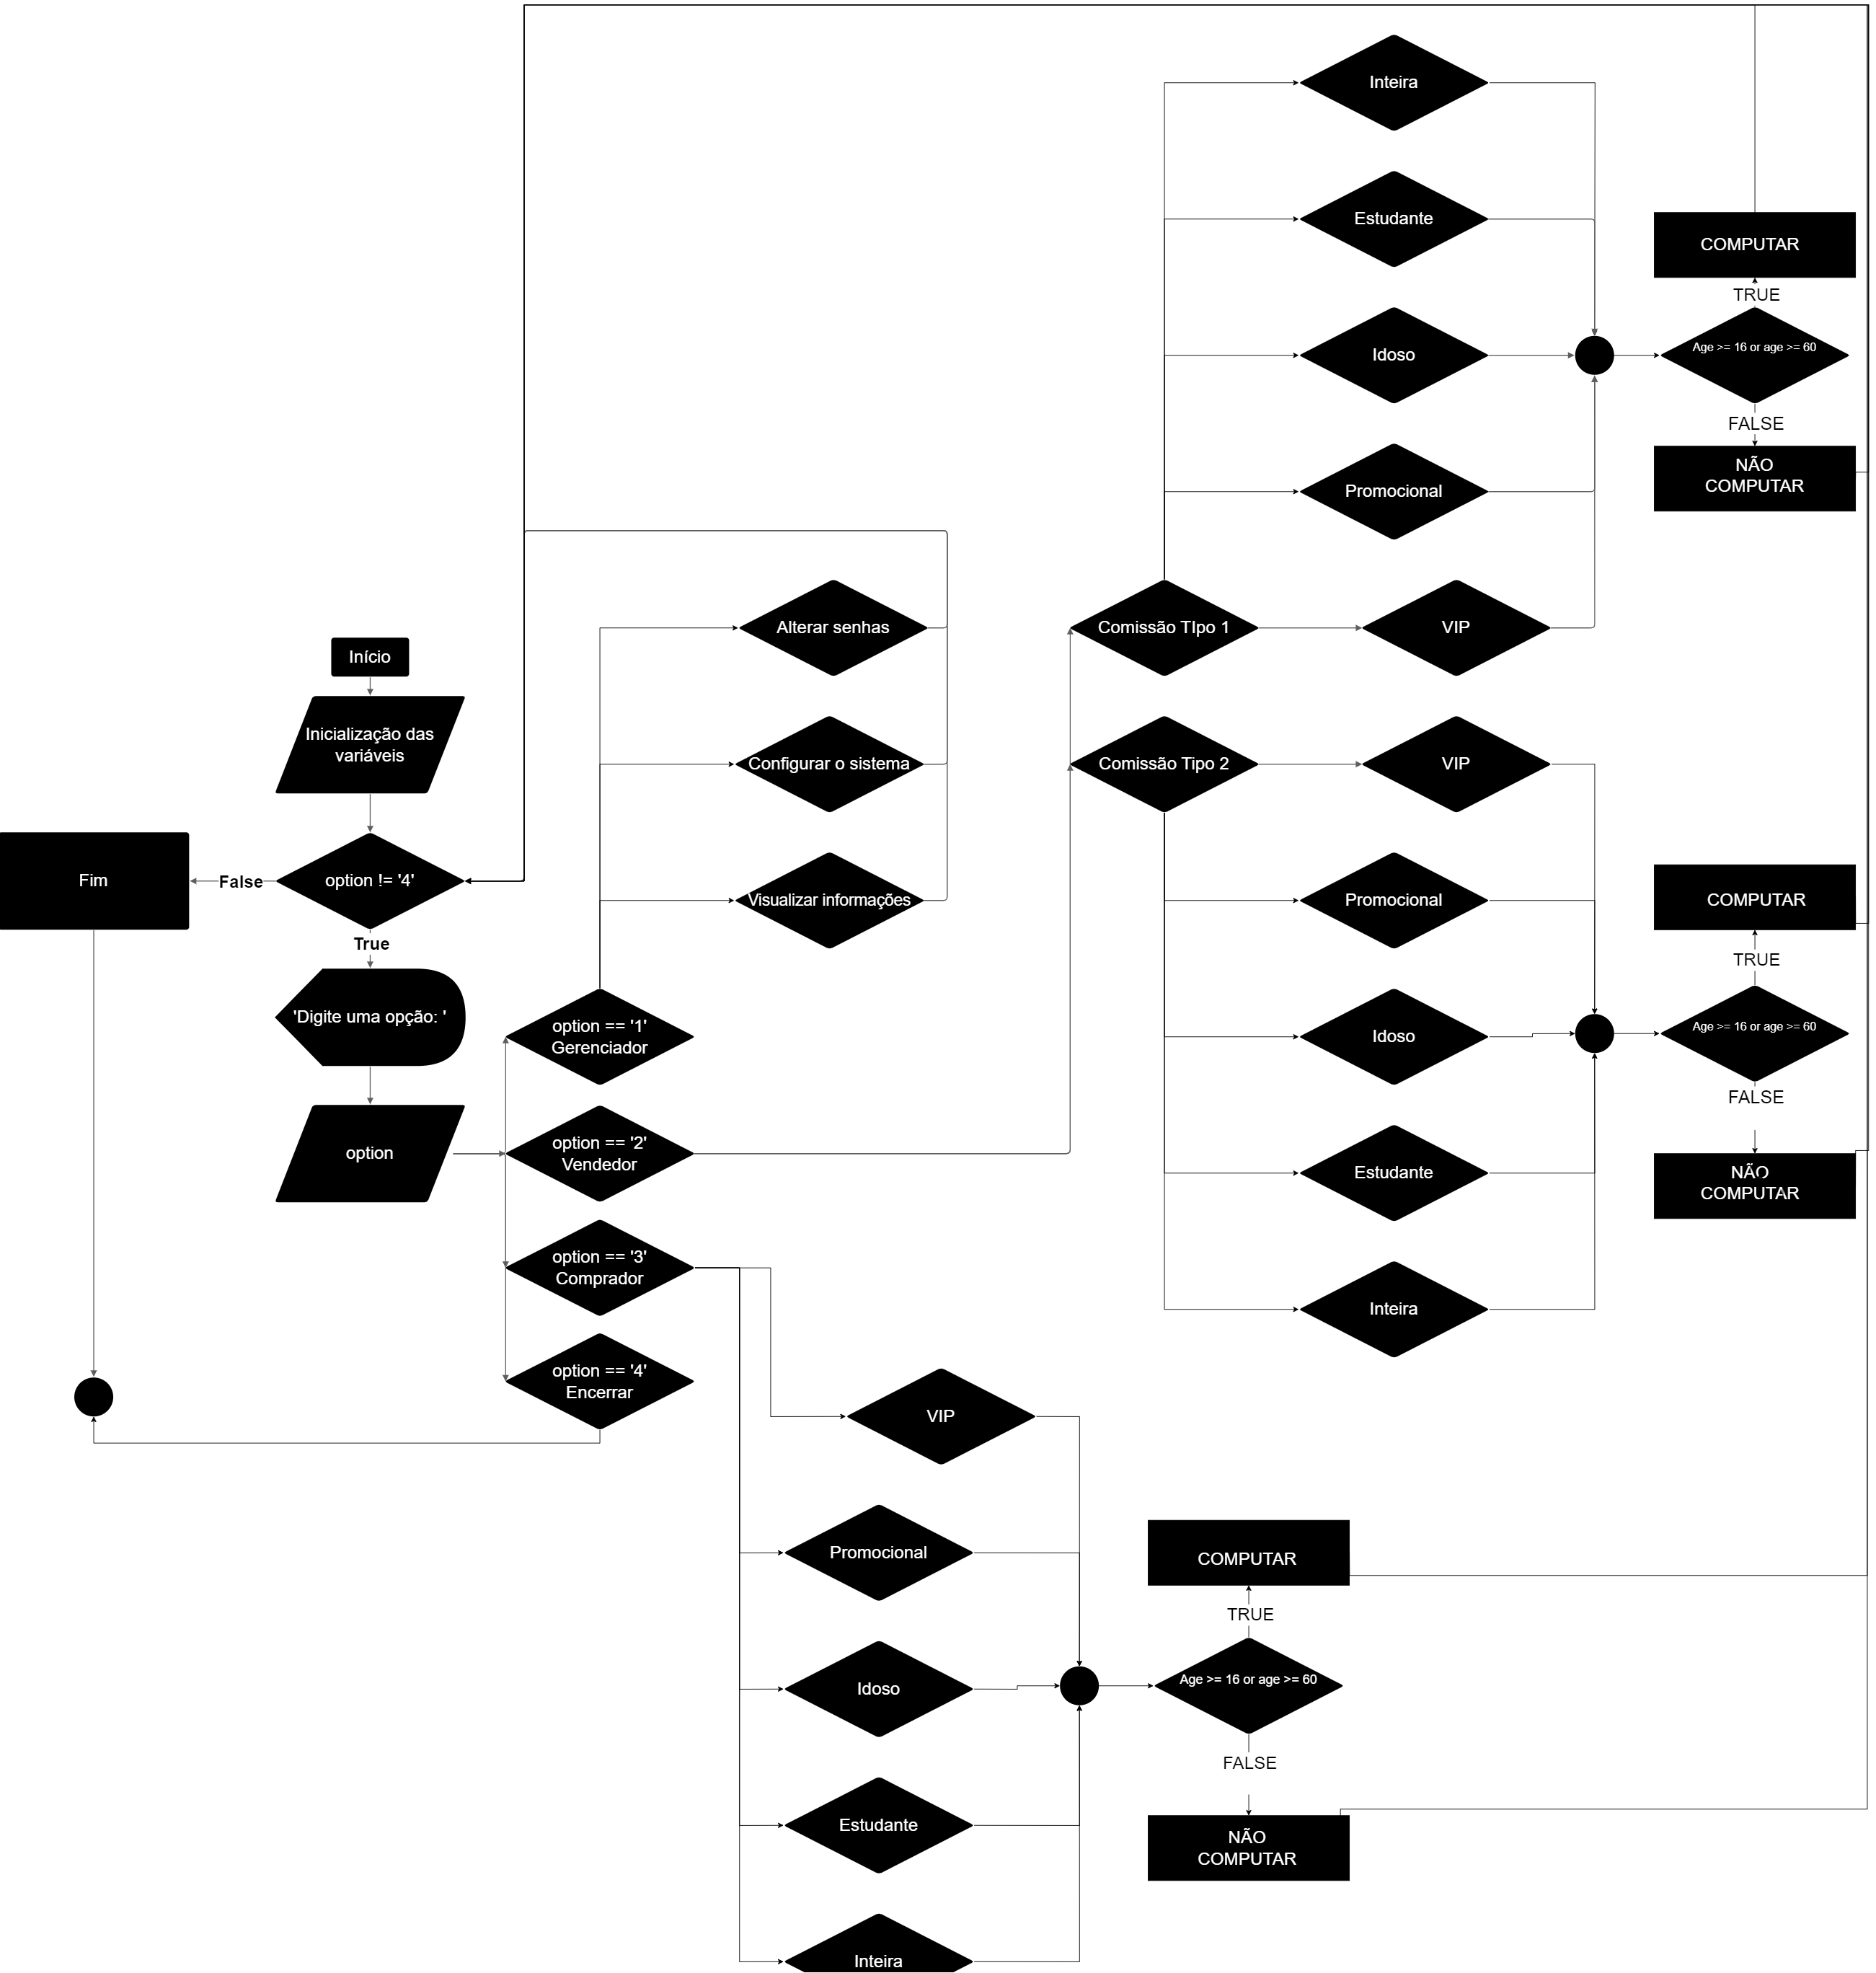 Início
Inicialização das
variáveis
option != '4'
False
Fim
True
'Digite uma opção: '
option
option == '1'
Gerenciador
option == '2'
Vendedor
option == '3'
Comprador
option == '4'
Encerrar
Alterar senhas
Configurar o sistema
Visualizar informações
Inteira
Estudante
Idoso
Promocional
Comissão TIpo 1
VIP
COMPUTAR
TRUE
Age >= 16 or age >= 60
FALSE
NÃO
COMPUTAR
Comissão Tipo 2
VIP
Promocional
Idoso
Estudante
Inteira
COMPUTAR
TRUE
Age >= 16 or age >= 60
FALSE
NÃO
COMPUTAR
VIP
Promocional
Idoso
Estudante
Inteira
COMPUTAR
TRUE
Age >= 16 or age >= 60
FALSE
NÃO
COMPUTAR